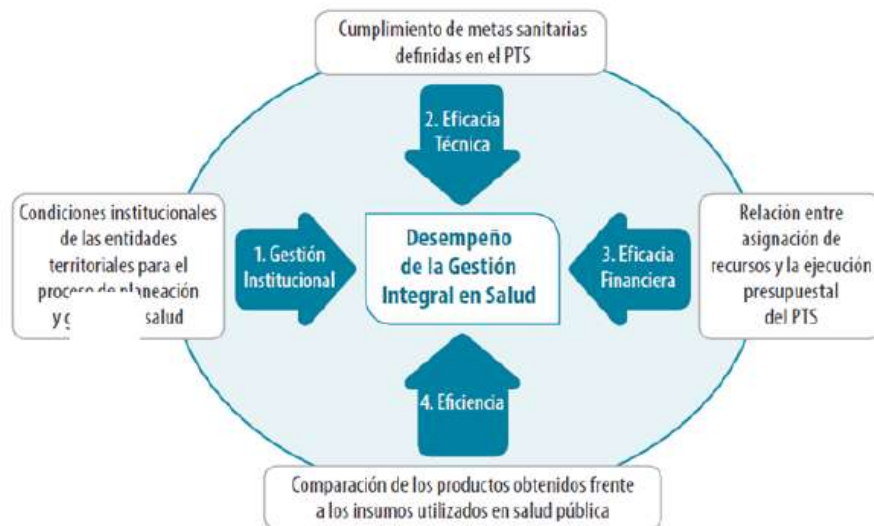 Cumplimiento de metas sanitarias
definidas en el PTS
2. Eficacia
Técnica
Condiciones institucionales
de las entidades
territoriales para el
proceso de planeación
y salud
1. Gestión
Institucional
Desempeño
de la Gestión
Integral en Salud
3. Eficacia
Financiera
Relación entre
asignación de
recursos y la ejecución
presupuestal
del PTS
4. Eficiencia
Comparación de los productos obtenidos frente
a los insumos utilizados en salud pública